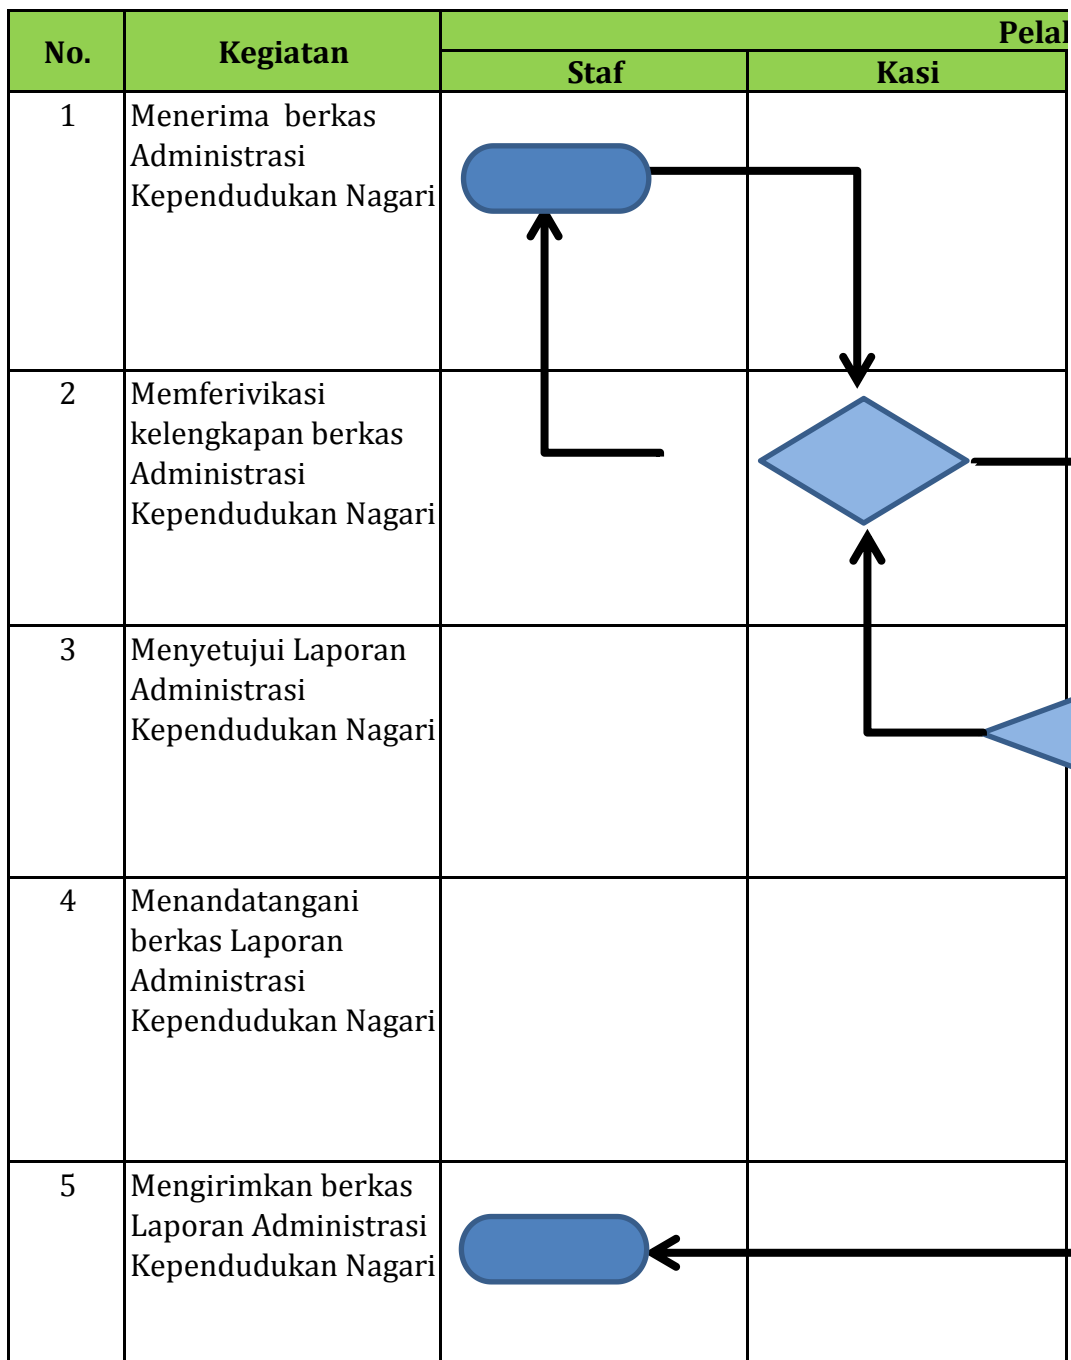 No.
Kegiatan
Pelal
Staf
Kasi
1
Menerima  berkas
Administrasi
Kependudukan Nagari
2
Memferivikasi
kelengkapan berkas
Administrasi
Kependudukan Nagari
3
Menyetujui Laporan
Administrasi
Kependudukan Nagari
4
Menandatangani
berkas Laporan
Administrasi
Kependudukan Nagari
5
Mengirimkan berkas
Laporan Administrasi
Kependudukan Nagari